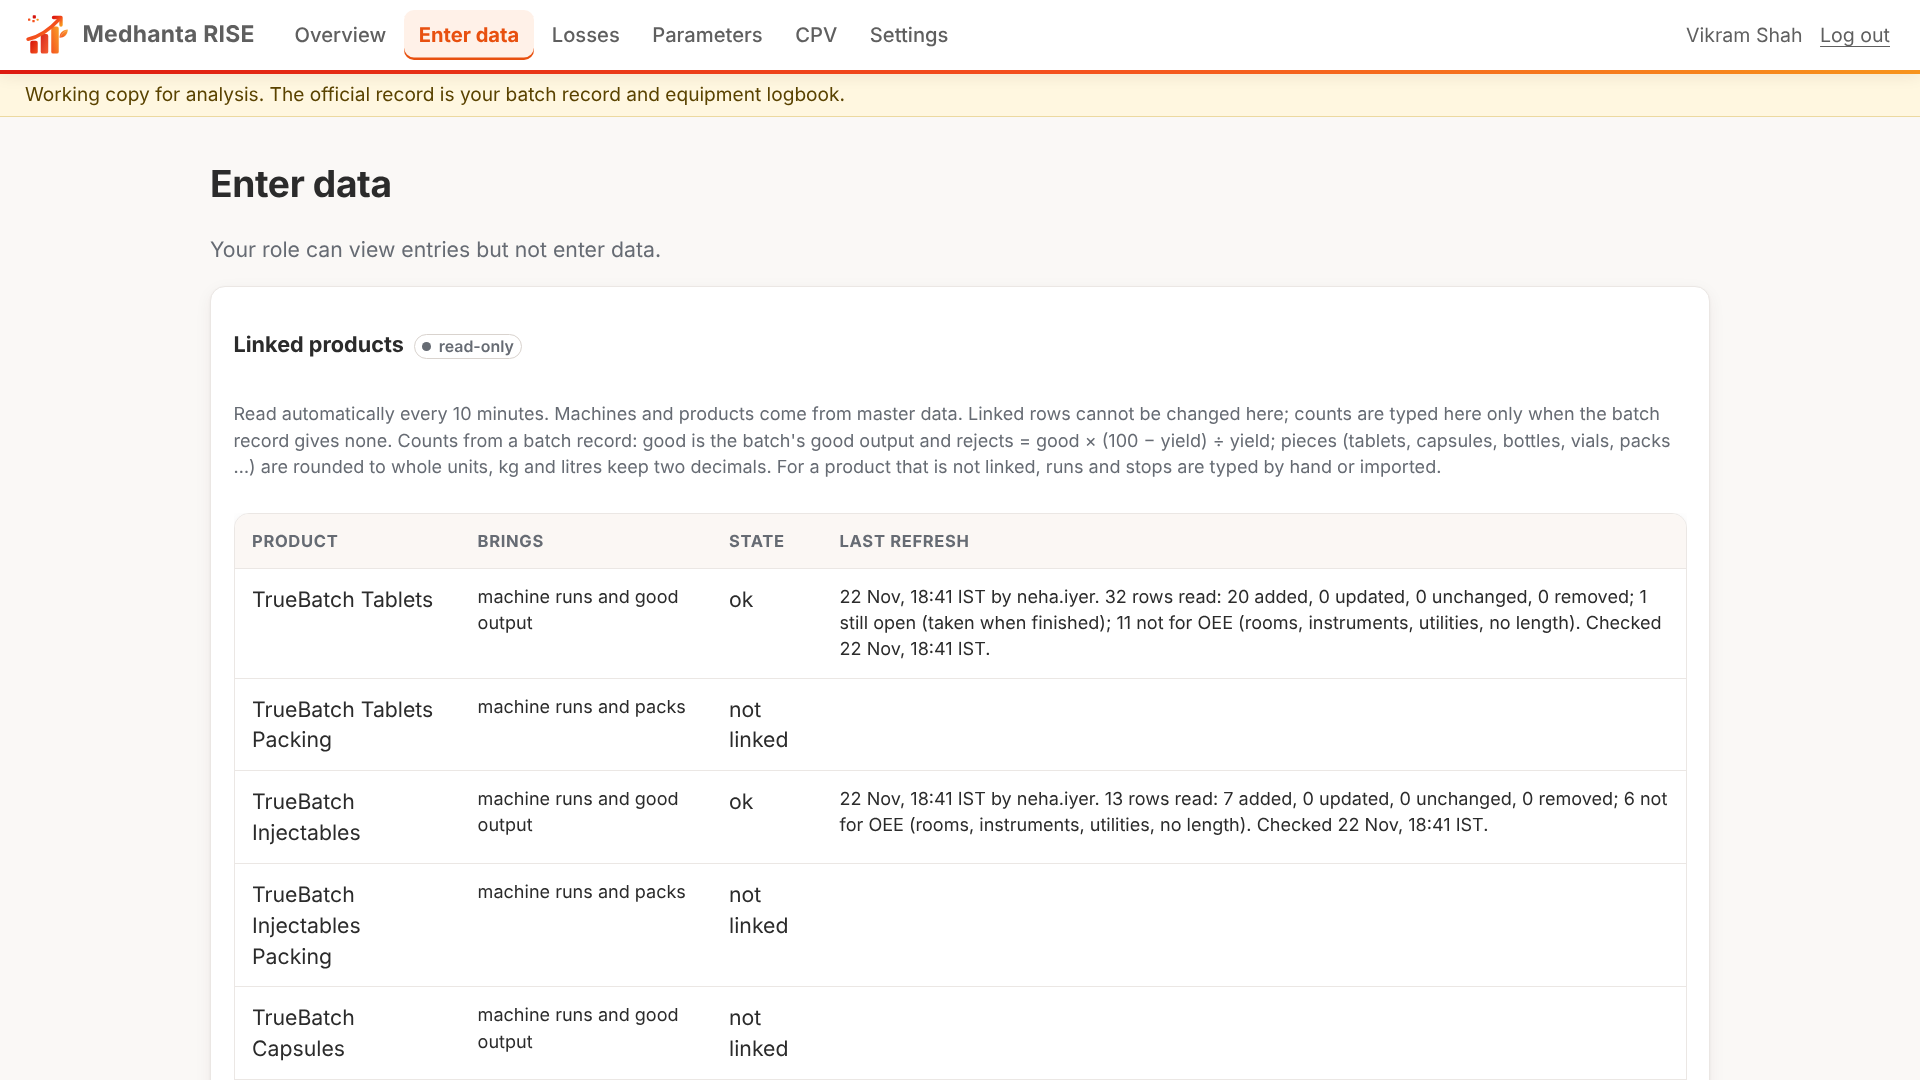 Medhanta RISE Overview Enter data Losses Parameters CPV Settings Vikram Shah Log out
Working copy for analysis. The official record is your batch record and equipment logbook.
Enter data
Your role can view entries but not enter data.
Linked products read-only
Read automatically every 10 minutes. Machines and products come from master data. Linked rows cannot be changed here; counts are typed here only when the batch
record gives none. Counts from a batch record: good is the batch's good output and rejects = good × (100 − yield) ÷ yield; pieces (tablets, capsules, bottles, vials, packs
...) are rounded to whole units, kg and litres keep two decimals. For a product that is not linked, runs and stops are typed by hand or imported.
PRODUCT BRINGS STATE LAST REFRESH
TrueBatch Tablets
machine runs and good
output
ok
22 Nov, 18:41 IST by neha.iyer. 32 rows read: 20 added, 0 updated, 0 unchanged, 0 removed; 1
still open (taken when finished); 11 not for OEE (rooms, instruments, utilities, no length). Checked
22 Nov, 18:41 IST.
TrueBatch Tablets
Packing
machine runs and packs
not
linked
TrueBatch
Injectables
machine runs and good
output
ok
22 Nov, 18:41 IST by neha.iyer. 13 rows read: 7 added, 0 updated, 0 unchanged, 0 removed; 6 not
for OEE (rooms, instruments, utilities, no length). Checked 22 Nov, 18:41 IST.
TrueBatch
Injectables
Packing
machine runs and packs
not
linked
TrueBatch
Capsules
machine runs and good
output
not
linked